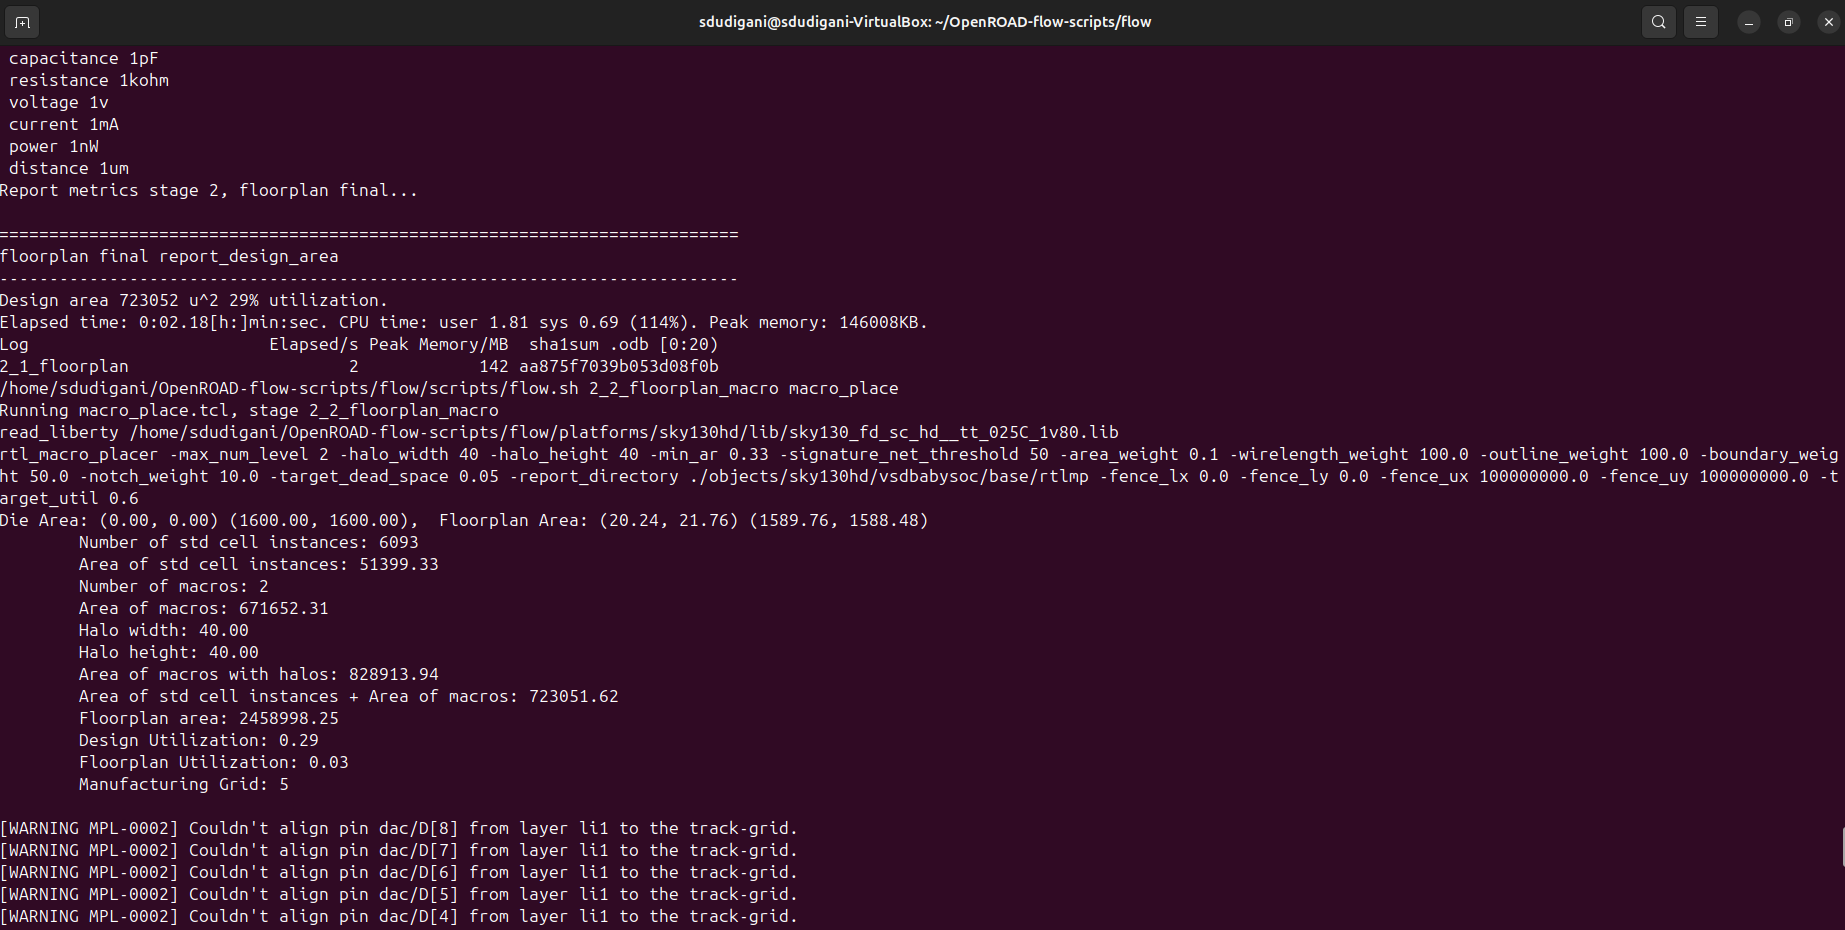 sdudigani@sdudigani-VirtualBox: ~/OpenROAD-flow-scripts/flow
capacitance 1pF
resistance 1kohm
voltage 1v
current 1mA
power 1nW
distance 1um
Report metrics stage 2, floorplan final...
==========================================================================
floorplan final report_design_area
--------------------------------------------------------------------------
Design area 723052 u^2 29% utilization.
Elapsed time: 0:02.18[h:]min:sec. CPU time: user 1.81 sys 0.69 (114%). Peak memory: 146008KB.
Log                        Elapsed/s Peak Memory/MB  sha1sum .odb [0:20)
2_1_floorplan                      2            142 aa875f7039b053d08f0b
/home/sdudigani/OpenROAD-flow-scripts/flow/scripts/flow.sh 2_2_floorplan_macro macro_place
Running macro_place.tcl, stage 2_2_floorplan_macro
read_liberty /home/sdudigani/OpenROAD-flow-scripts/flow/platforms/sky130hd/lib/sky130_fd_sc_hd__tt_025C_1v80.lib
rtl_macro_placer -max_num_level 2 -halo_width 40 -halo_height 40 -min_ar 0.33 -signature_net_threshold 50 -area_weight 0.1 -wirelength_weight 100.0 -outline_weight 100.0 -boundary_weig
ht 50.0 -notch_weight 10.0 -target_dead_space 0.05 -report_directory ./objects/sky130hd/vsdbabysoc/base/rtlmp -fence_lx 0.0 -fence_ly 0.0 -fence_ux 100000000.0 -fence_uy 100000000.0 -t
arget_util 0.6
Die Area: (0.00, 0.00) (1600.00, 1600.00),  Floorplan Area: (20.24, 21.76) (1589.76, 1588.48)
Number of std cell instances: 6093
Area of std cell instances: 51399.33
Number of macros: 2
Area of macros: 671652.31
Halo width: 40.00
Halo height: 40.00
Area of macros with halos: 828913.94
Area of std cell instances + Area of macros: 723051.62
Floorplan area: 2458998.25
Design Utilization: 0.29
Floorplan Utilization: 0.03
Manufacturing Grid: 5
[WARNING MPL-0002] Couldn't align pin dac/D[8] from layer li1 to the track-grid.
[WARNING MPL-0002] Couldn't align pin dac/D[7] from layer li1 to the track-grid.
[WARNING MPL-0002] Couldn't align pin dac/D[6] from layer li1 to the track-grid.
[WARNING MPL-0002] Couldn't align pin dac/D[5] from layer li1 to the track-grid.
[WARNING MPL-0002] Couldn't align pin dac/D[4] from layer li1 to the track-grid.